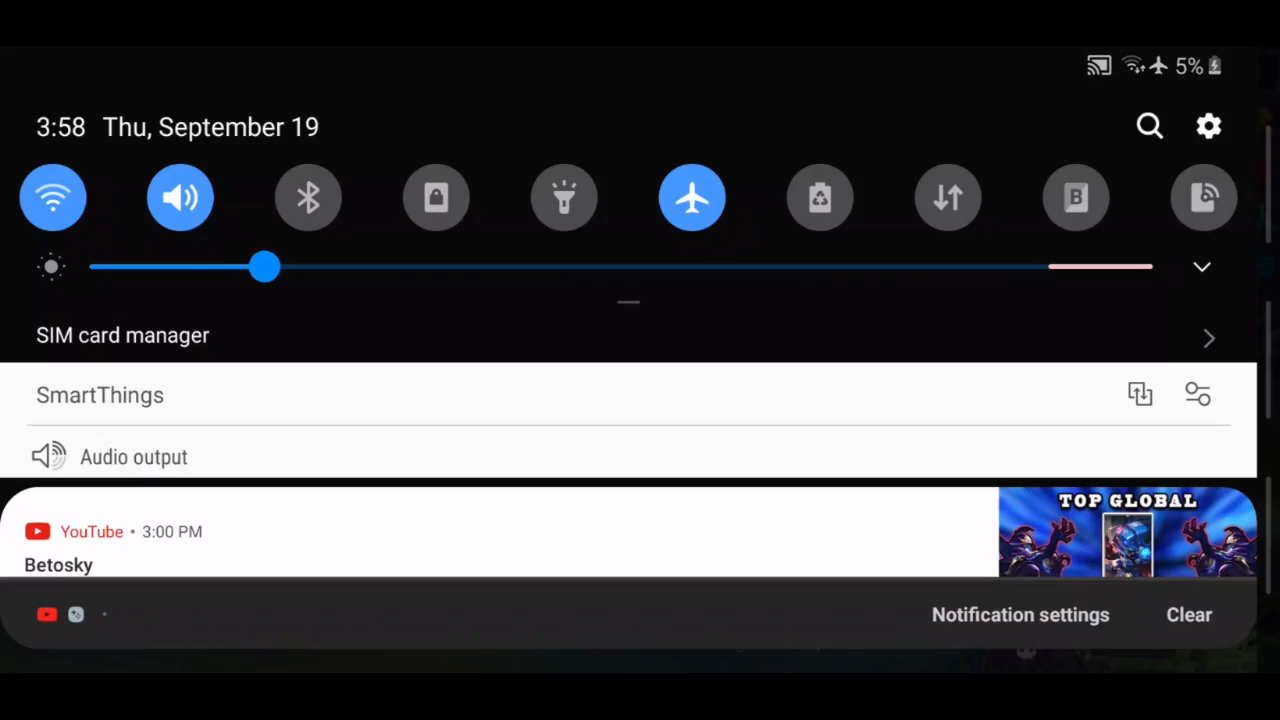 5%
3:58 Thu, September 19
B
SIM card manager
SmartThings
Audio output
YouTube • 3:00 PM
Betosky
TOP GLOBAL
Notification settings Clear